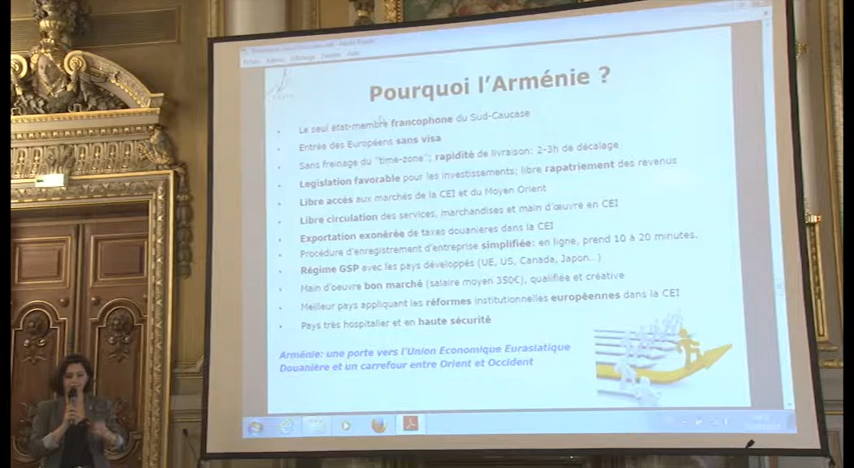 Pourquoi l'Arménie ?
Le seul état-membre francophone du Sud-Caucase
Entrée des Européens sans visa
Sans freinage du "time-zone": rapidité de livraison: 2-3h de décalage
Legislation favorable pour les investissements; libre rapatriement des revenus
Libre accès aux marchés de la CEI et du Moyen Orient
Libre circulation des services, marchandises et main d'œuvre en CEI
Exportation exonérée de taxes douanières dans la CEI
Procédure d'enregistrement d'entreprise simplifiée: en ligne, prend 10 à 20 minutes.
Règime GSP avec les pays développés (UE, US, Canada, Japon...)
Main d'oeuvre bon marché (salaire moyen 350€), qualifiée et créative
Meilleur pays appliquant les réformes institutionnelles européennes dans la CEI
Pays très hospitalier et en haute sécurité
Arménie: une porte vers l'Union Economique Eurasiatique
Douanière et un carrefour entre Orient et Occident